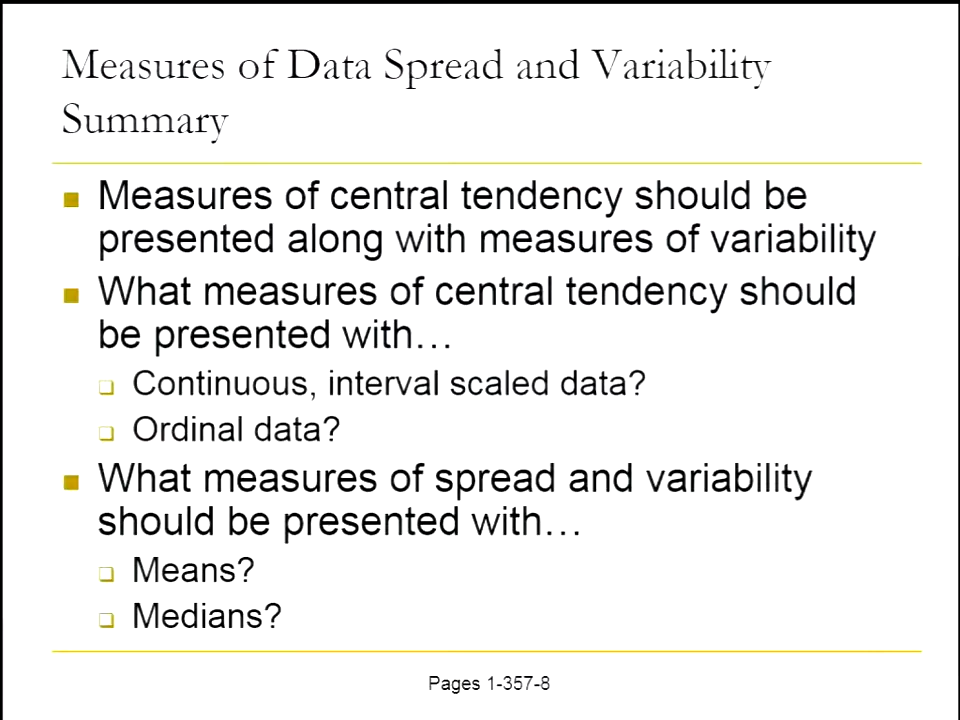 Measures of Data Spread and Variability
Summary
Measures of central tendency should be
presented along with measures of variability
What measures of central tendency should
be presented with…
Continuous, interval scaled data?
Ordinal data?
What measures of spread and variability
should be presented with…
Means?
Medians?
Pages 1-357-8